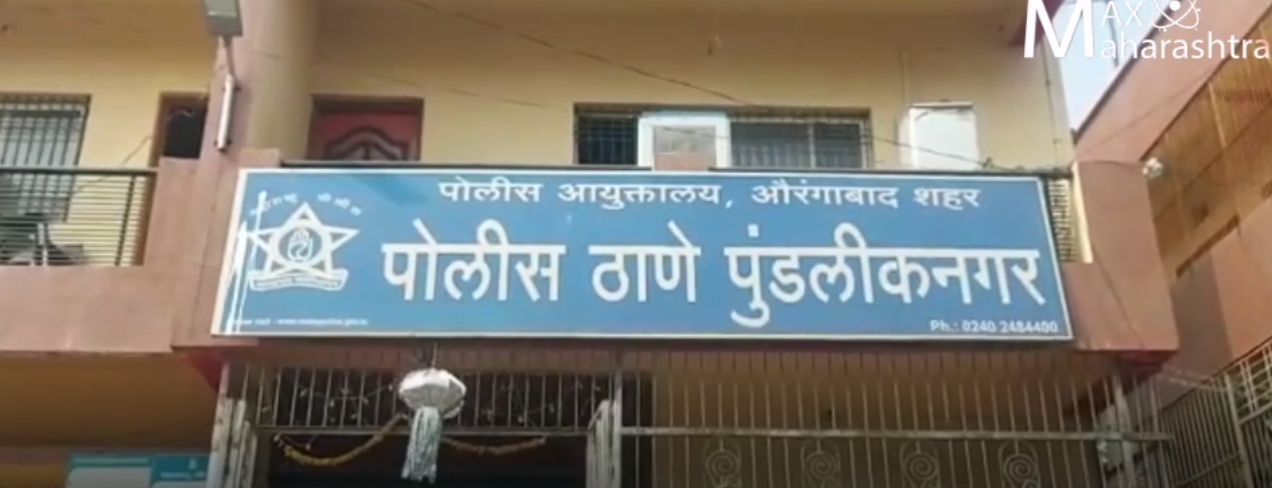 MAX Maharashtra
पोलीस आयुक्तालय, औरंगाबाद शहर
पोलीस ठाणे पुंडलीकनगर
Ph.: 0240 2484400